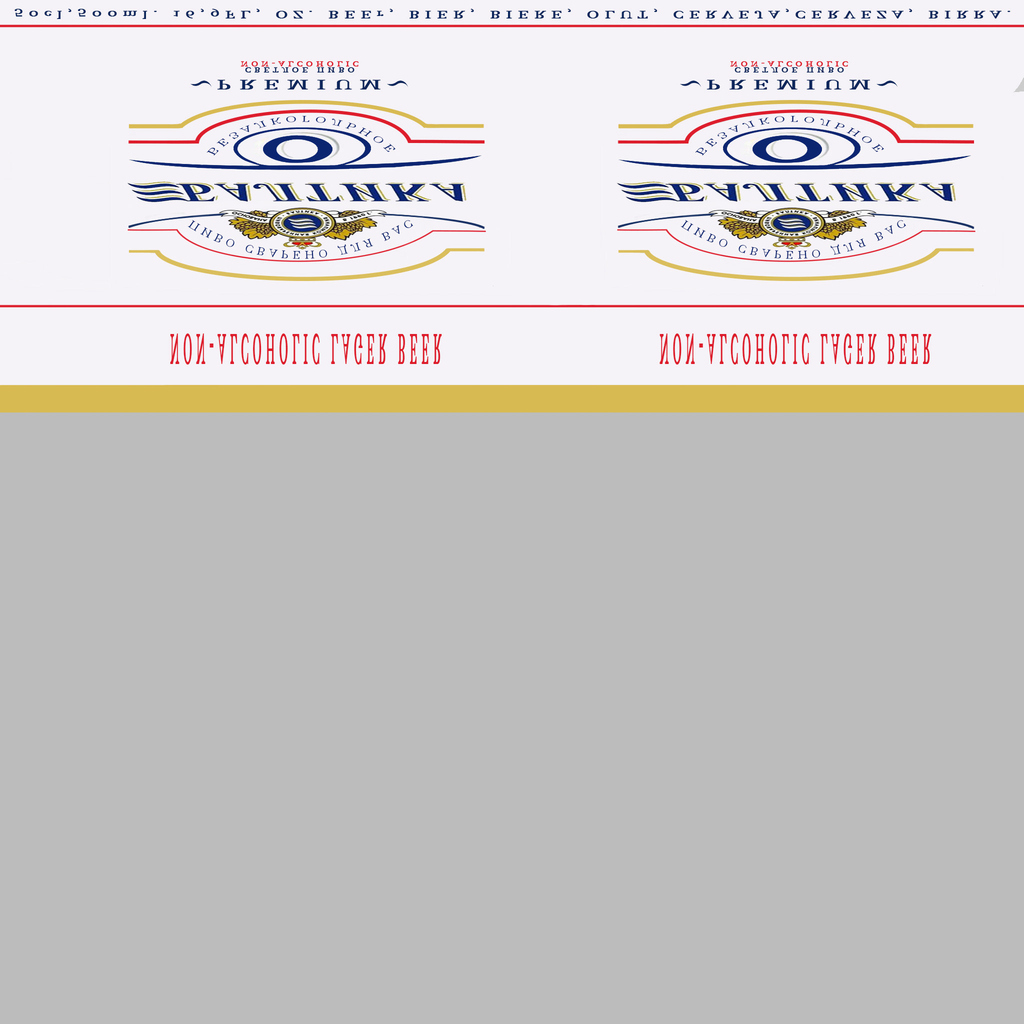 50cl,500ml. 16,9FL, OZ. BEEr, BIER, BIERE, OLUT, CERVEJA,CERVEZA, BIRRA.
NON-ALCOHOLIC
СВЕТЛОЕ ПИВО
~PREMIUM~
БЕЗАЛКОГОЛЬНОЕ
0
БАЛТИКА
ПИВО СВАРЕНО ДЛЯ ВАС
NON-ALCOHOLIC LAGER BEER
NON-ALCOHOLIC
СВЕТЛОЕ ПИВО
~PREMIUM~
БЕЗАЛКОГОЛЬНОЕ
0
БАЛТИКА
ПИВО СВАРЕНО ДЛЯ ВАС
NON-ALCOHOLIC LAGER BEER